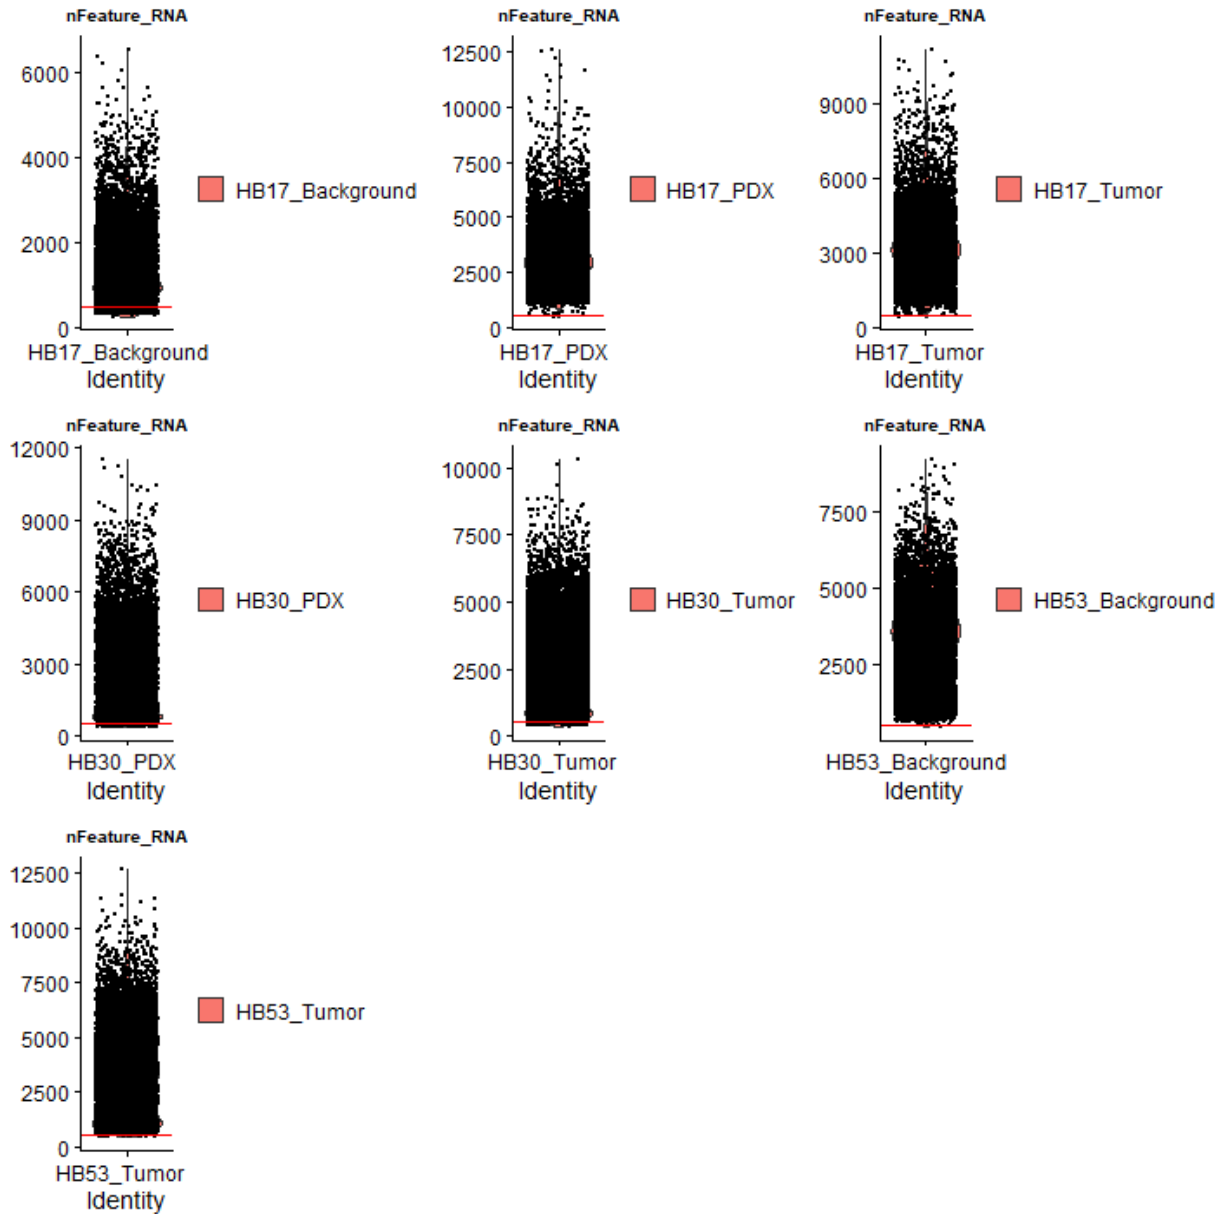 nFeature_RNA
6000
4000
2000
0
HB17_Background
Identity
HB17_Background
nFeature_RNA
12500
10000
7500
5000
2500
0
HB17_PDX
Identity
HB17_PDX
nFeature_RNA
9000
6000
3000
0
HB17_Tumor
Identity
HB17_Tumor
nFeature_RNA
12000
9000
6000
3000
0
HB30_PDX
Identity
HB30_PDX
nFeature_RNA
10000
7500
5000
2500
0
HB30_Tumor
Identity
HB30_Tumor
nFeature_RNA
7500
5000
2500
HB53_Background
Identity
HB53_Background
nFeature_RNA
12500
10000
7500
5000
2500
0
HB53_Tumor
Identity
HB53_Tumor